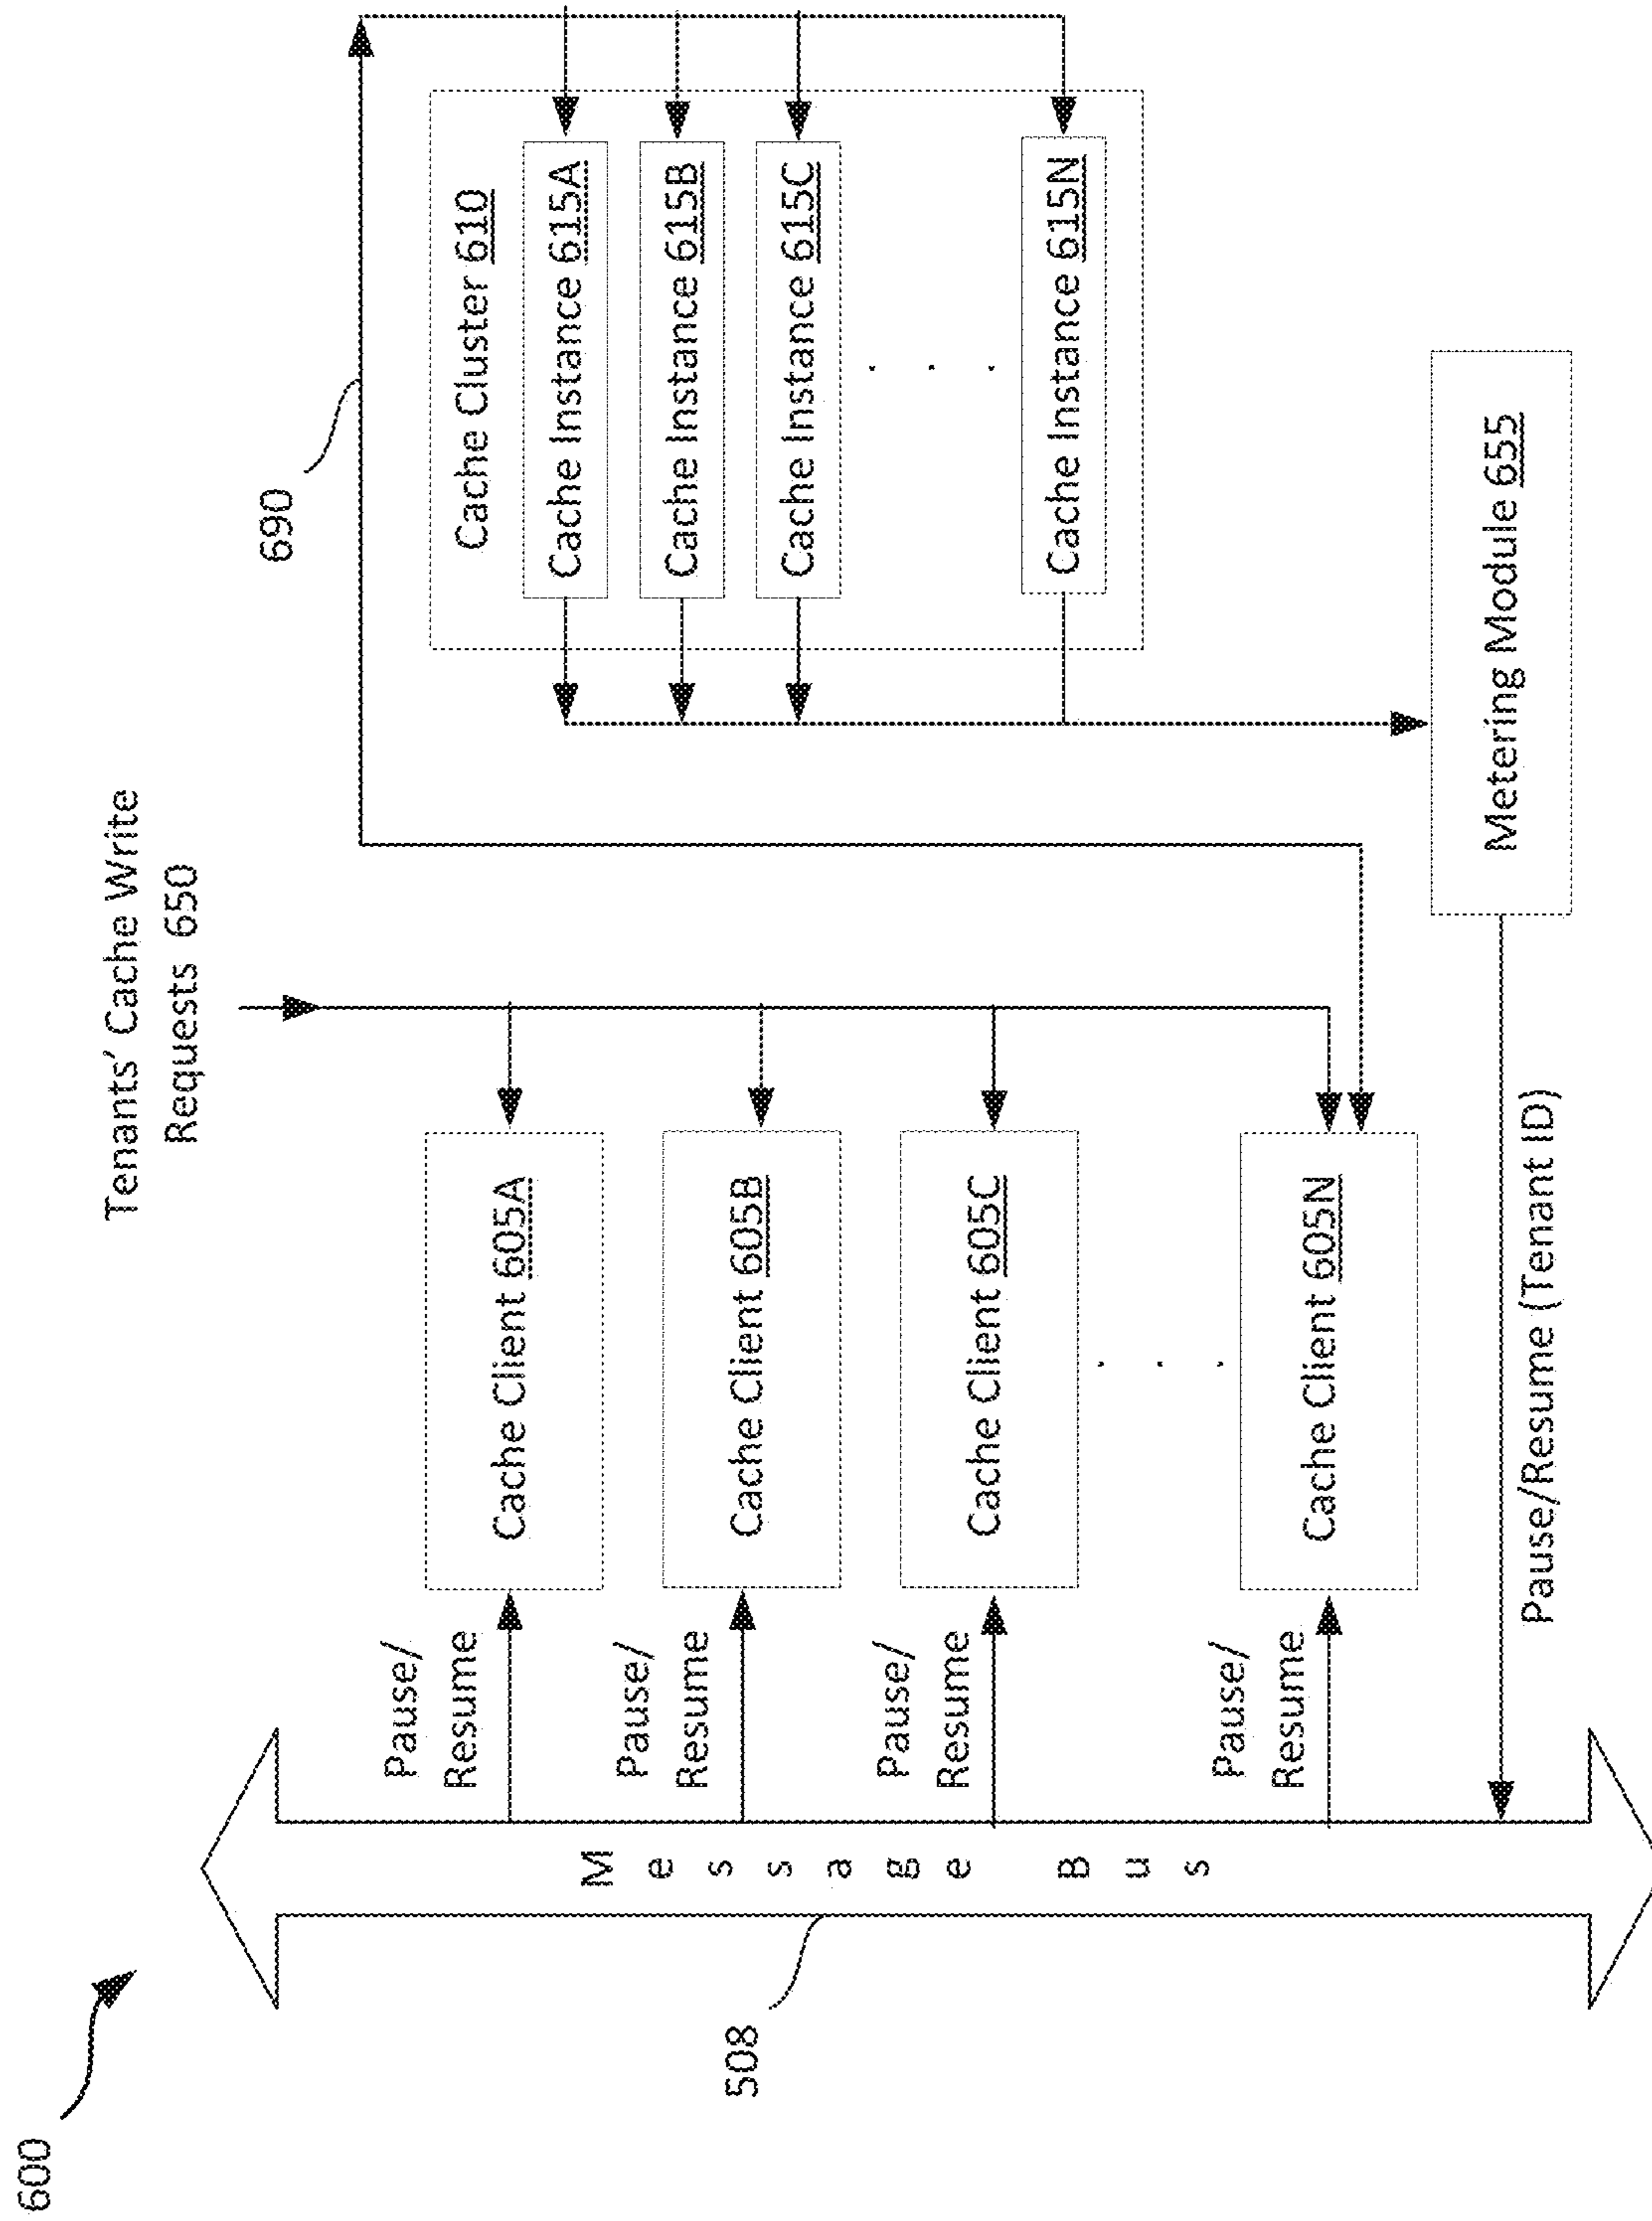 600
Tenants' Cache Write
Requests 650
690
508
Message Bus
Pause/
Resume
Cache Client 605A
Pause/
Resume
Cache Client 605B
Pause/
Resume
Cache Client 605C
. . .
Pause/
Resume
Cache Client 605N
Cache Cluster 610
Cache Instance 615A
Cache Instance 615B
Cache Instance 615C
. . .
Cache Instance 615N
Metering Module 655
Pause/Resume (Tenant ID)